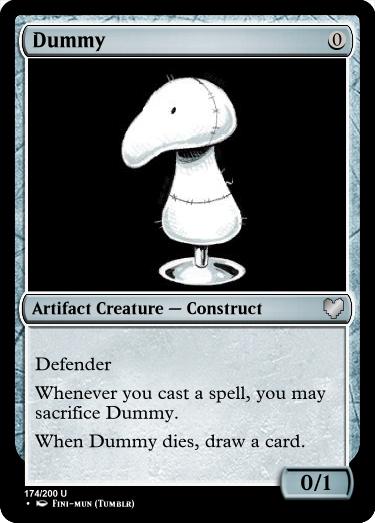 Dummy 0
Artifact Creature — Construct
Defender
Whenever you cast a spell, you may
sacrifice Dummy.
When Dummy dies, draw a card.
0/1
174/200 U
• Fini-mun (Tumblr)